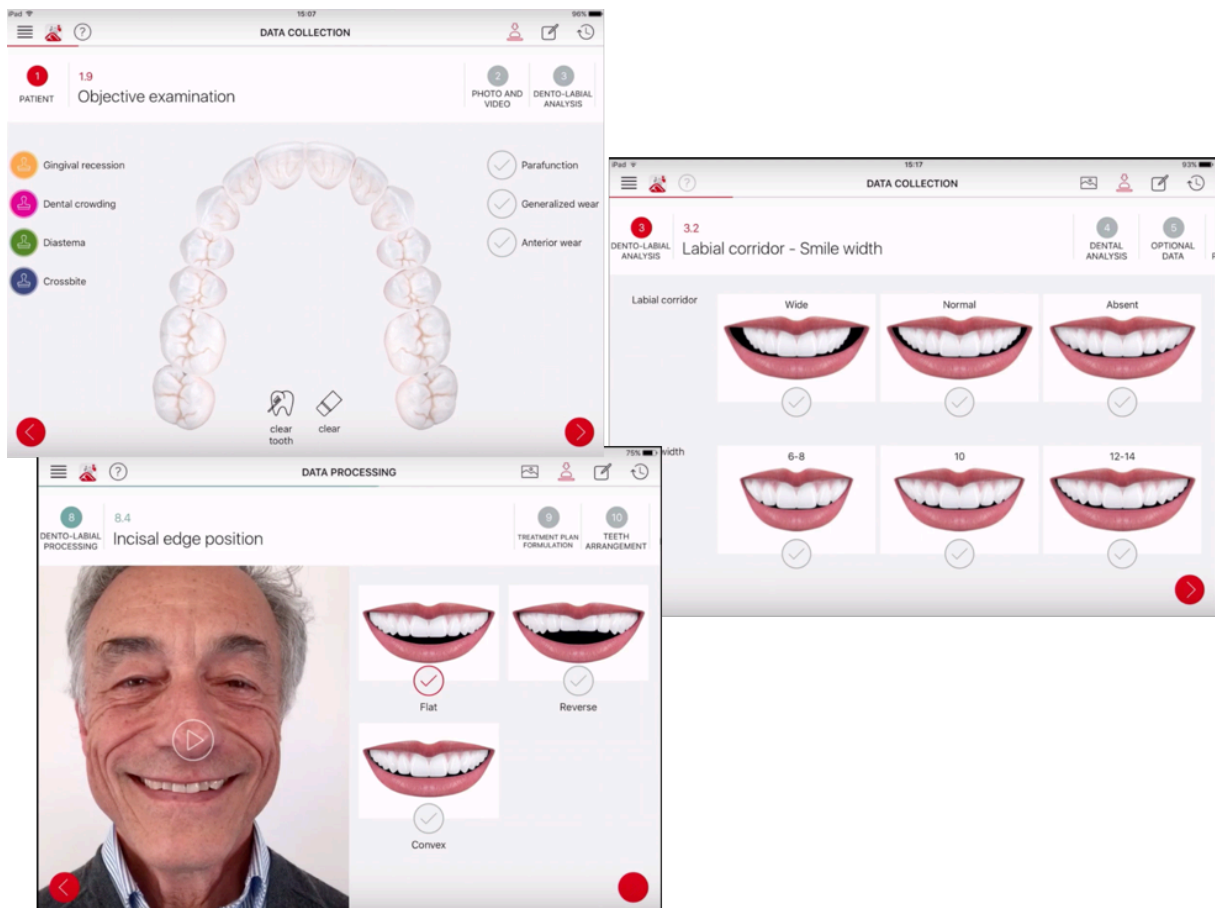 iPad 15:07 96%
?
DATA COLLECTION
1
PATIENT
1.9
Objective examination
2
PHOTO AND
VIDEO
3
DENTO-LABIAL
ANALYSIS
Gingival recession
Dental crowding
Diastema
Crossbite
Parafunction
Generalized wear
Anterior wear
clear
tooth
clear
iPad 15:17 93%
?
DATA COLLECTION
3
DENTO-LABIAL
ANALYSIS
3.2
Labial corridor - Smile width
4
DENTAL
ANALYSIS
5
OPTIONAL
DATA
Labial corridor
Wide
Normal
Absent
width
6-8
10
12-14
75%
?
DATA PROCESSING
8
DENTO-LABIAL
PROCESSING
8.4
Incisal edge position
9
TREATMENT PLAN
FORMULATION
10
TEETH
ARRANGEMENT
Flat
Reverse
Convex